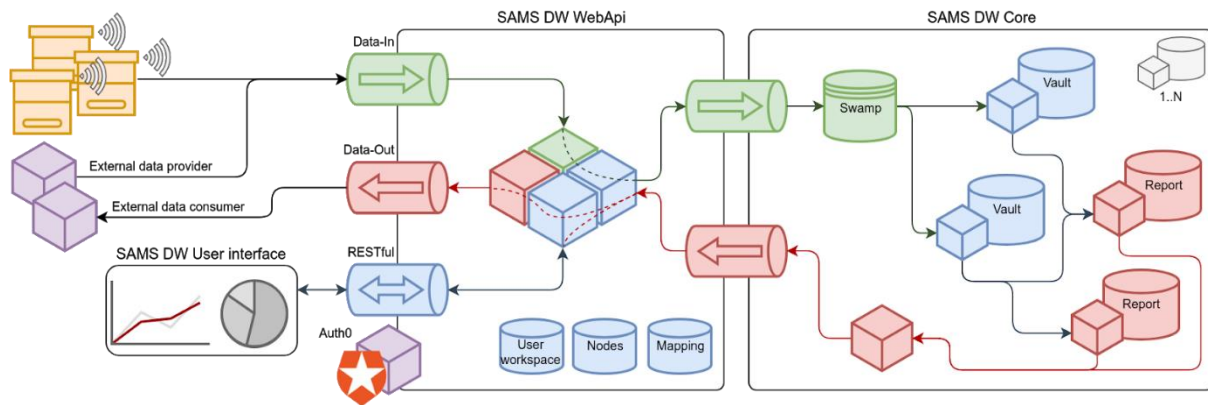 SAMS DW WebApi
SAMS DW Core
Data-In
Vault
1..N
Swamp
External data provider
Data-Out
Report
External data consumer
Vault
SAMS DW User interface
RESTful
Report
Auth0
User
workspace
Nodes
Mapping